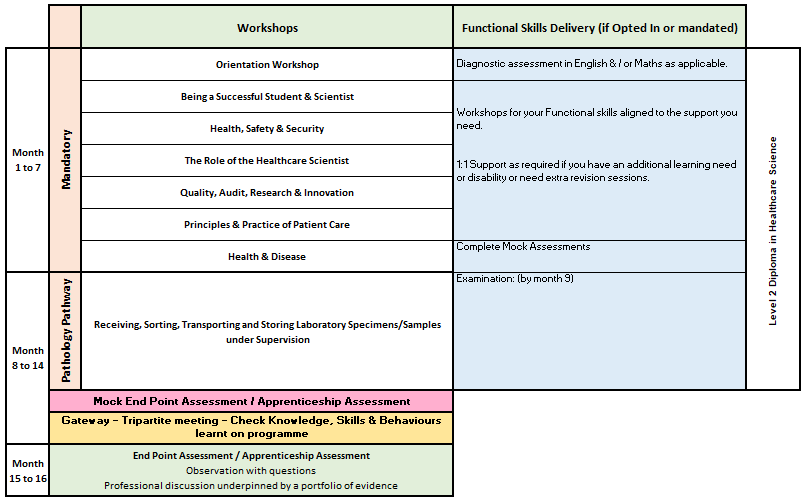 Workshops
Functional Skills Delivery (if Opted In or mandated)
Month
1 to 7
Mandatory
Orientation Workshop
Diagnostic assessment in English & / or Maths as applicable.
Being a Successful Student & Scientist
Health, Safety & Security
The Role of the Healthcare Scientist
Quality, Audit, Research & Innovation
Principles & Practice of Patient Care
Workshops for your Functional skills aligned to the support you
need.
1:1 Support as required if you have an additional learning need
or disability or need extra revision sessions.
Health & Disease
Complete Mock Assessments
Level 2 Diploma in Healthcare Science
Month
8 to 14
Pathology Pathway
Receiving, Sorting, Transporting and Storing Laboratory Specimens/Samples
under Supervision
Examination: (by month 9)
Mock End Point Assessment / Apprenticeship Assessment
Gateway – Tripartite meeting – Check Knowledge, Skills & Behaviours
learnt on programme
Month
15 to 16
End Point Assessment / Apprenticeship Assessment
Observation with questions
Professional discussion underpinned by a portfolio of evidence